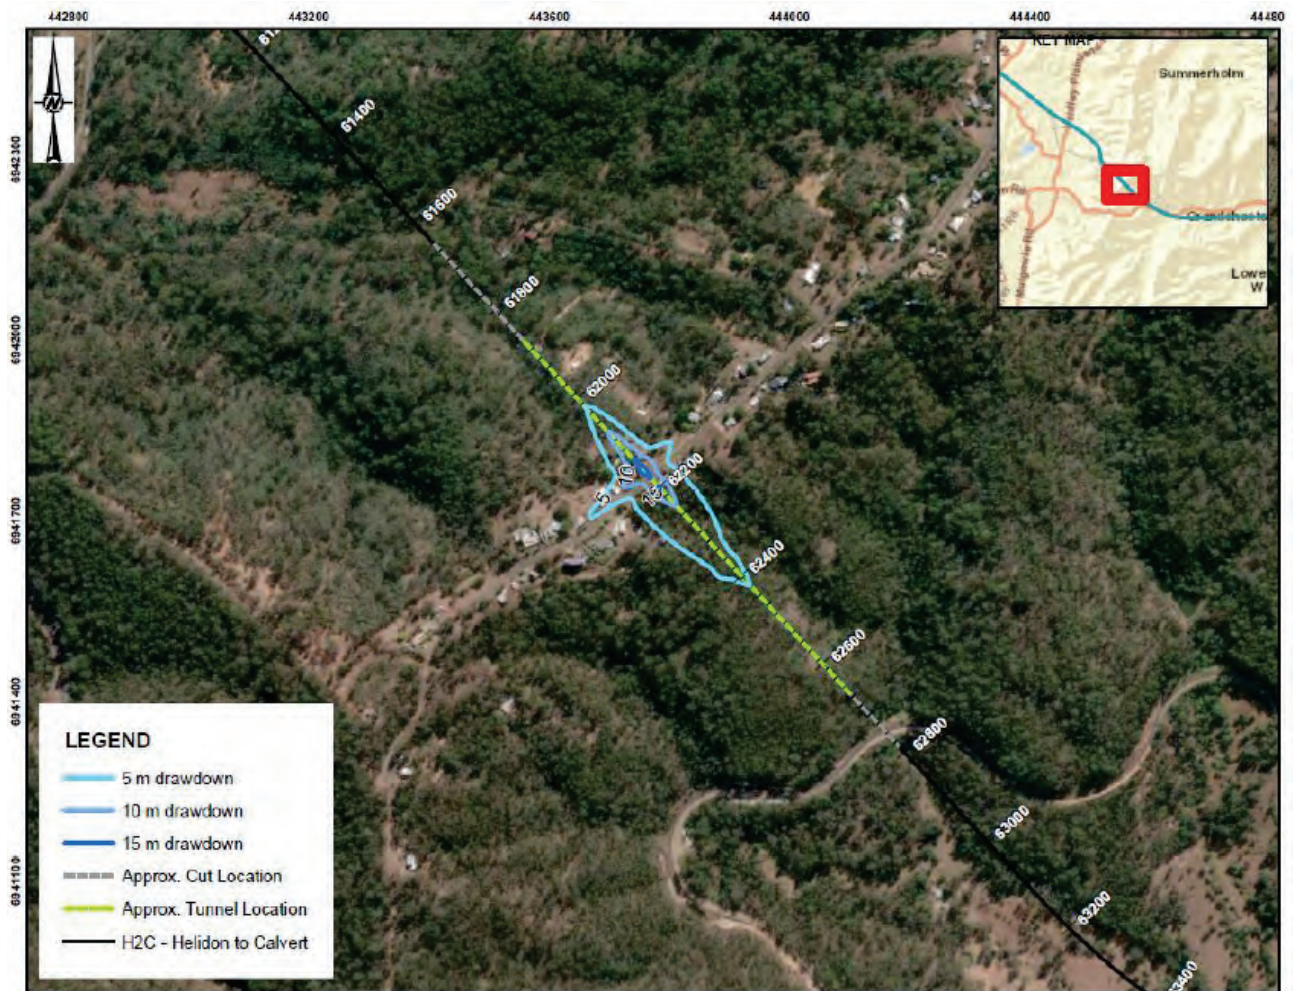 442800 443200 443600 444000 444400 44480
6942300
6942000
6941700
6941400
6941100
N
KEY MAP
Summerholm
Lowe
W
61400
61600
61800
62000
62200
62400
62600
62800
63000
63200
5
10
15
LEGEND
5 m drawdown
10 m drawdown
15 m drawdown
Approx. Cut Location
Approx. Tunnel Location
H2C - Helidon to Calvert